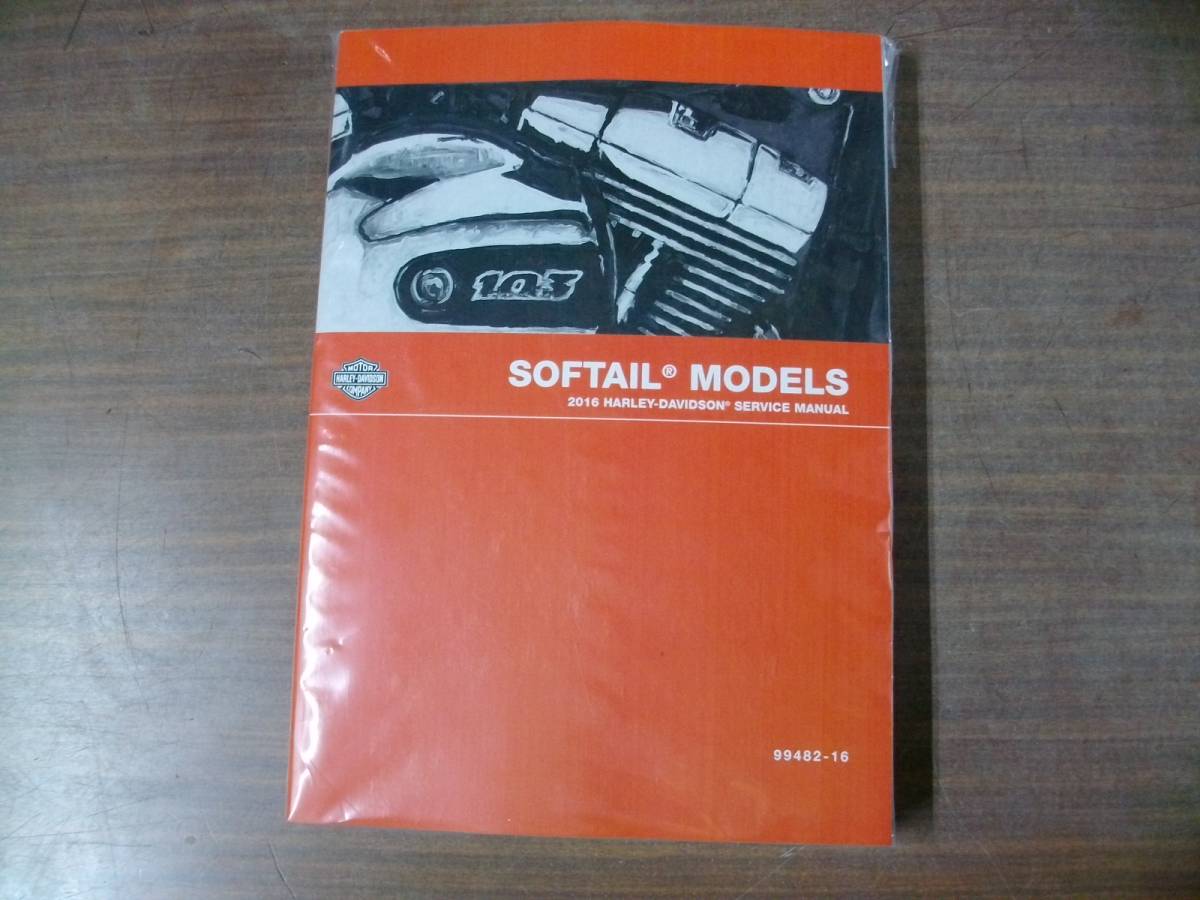 103
MOTOR
HARLEY-DAVIDSON
COMPANY
SOFTAIL® MODELS
2016 HARLEY-DAVIDSON® SERVICE MANUAL
99482-16